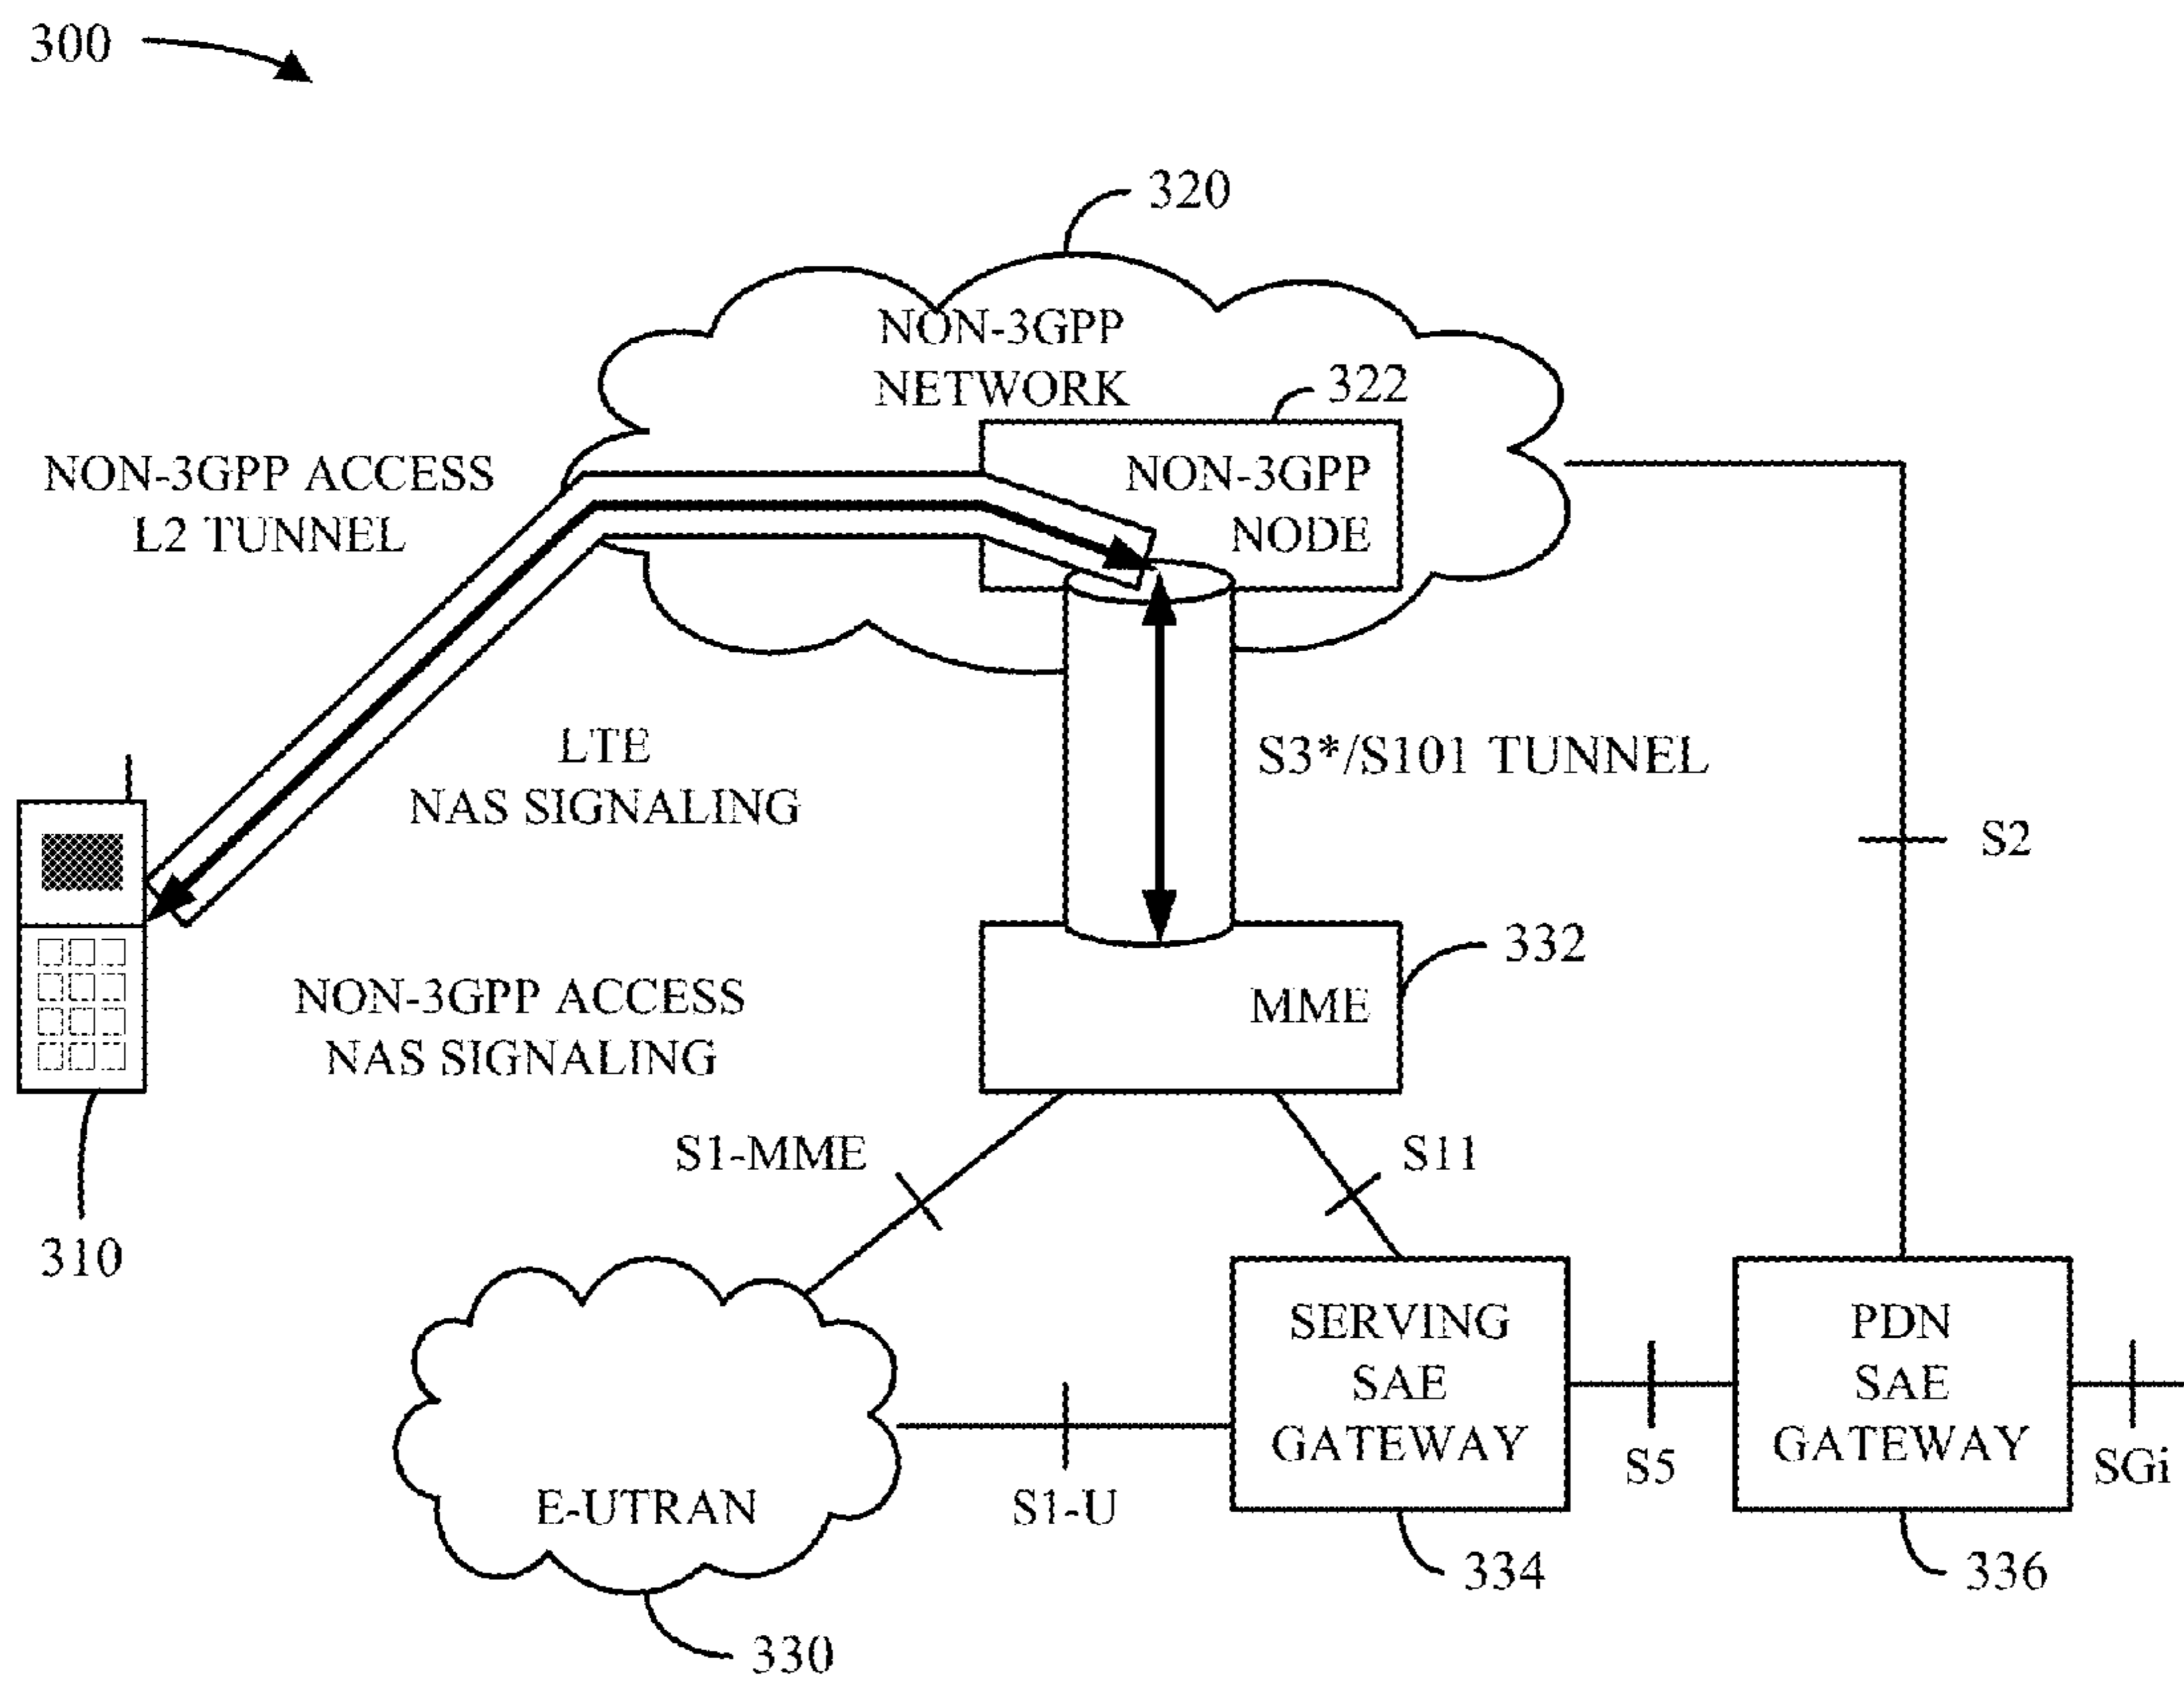 300
320
NON-3GPP
NETWORK
322
NON-3GPP ACCESS
L2 TUNNEL
NON-3GPP
NODE
LTE
NAS SIGNALING
S3*/S101 TUNNEL
S2
332
MME
NON-3GPP ACCESS
NAS SIGNALING
S1-MME
S11
310
SERVING
SAE
GATEWAY
PDN
SAE
GATEWAY
S5
SGi
E-UTRAN
S1-U
334
336
330